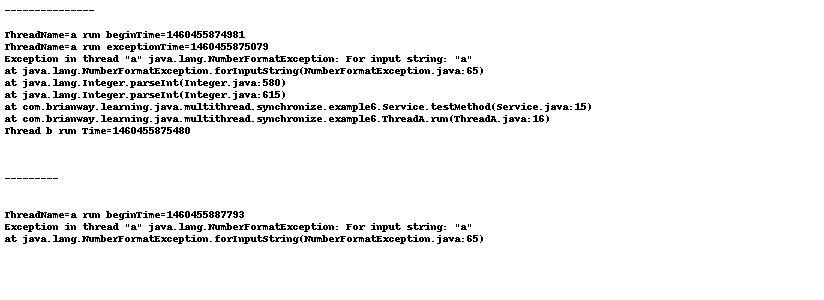 ---------------
ThreadName=a run beginTime=1460455874981
ThreadName=a run exceptionTime=1460455875079
Exception in thread "a" java.lang.NumberFormatException: For input string: "a"
at java.lang.NumberFormatException.forInputString(NumberFormatException.java:65)
at java.lang.Integer.parseInt(Integer.java:580)
at java.lang.Integer.parseInt(Integer.java:615)
at com.brianway.learning.java.multithread.synchronize.example6.Service.testMethod(Service.java:15)
at com.brianway.learning.java.multithread.synchronize.example6.ThreadA.run(ThreadA.java:16)
Thread b run Time=1460455875480
---------
ThreadName=a run beginTime=1460455887793
Exception in thread "a" java.lang.NumberFormatException: For input string: "a"
at java.lang.NumberFormatException.forInputString(NumberFormatException.java:65)